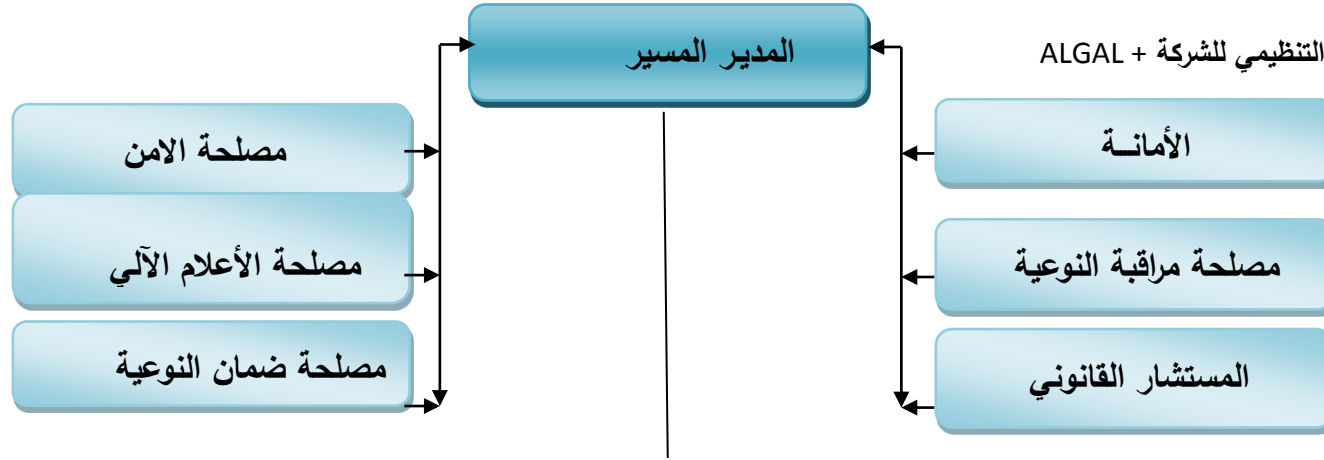 التنظيمي للشركة + ALGAL
المدير المسير
الأمانــة
مصلحة الامن
مصلحة مراقبة النوعية
مصلحة الأعلام الآلي
المستشار القانوني
مصلحة ضمان النوعية